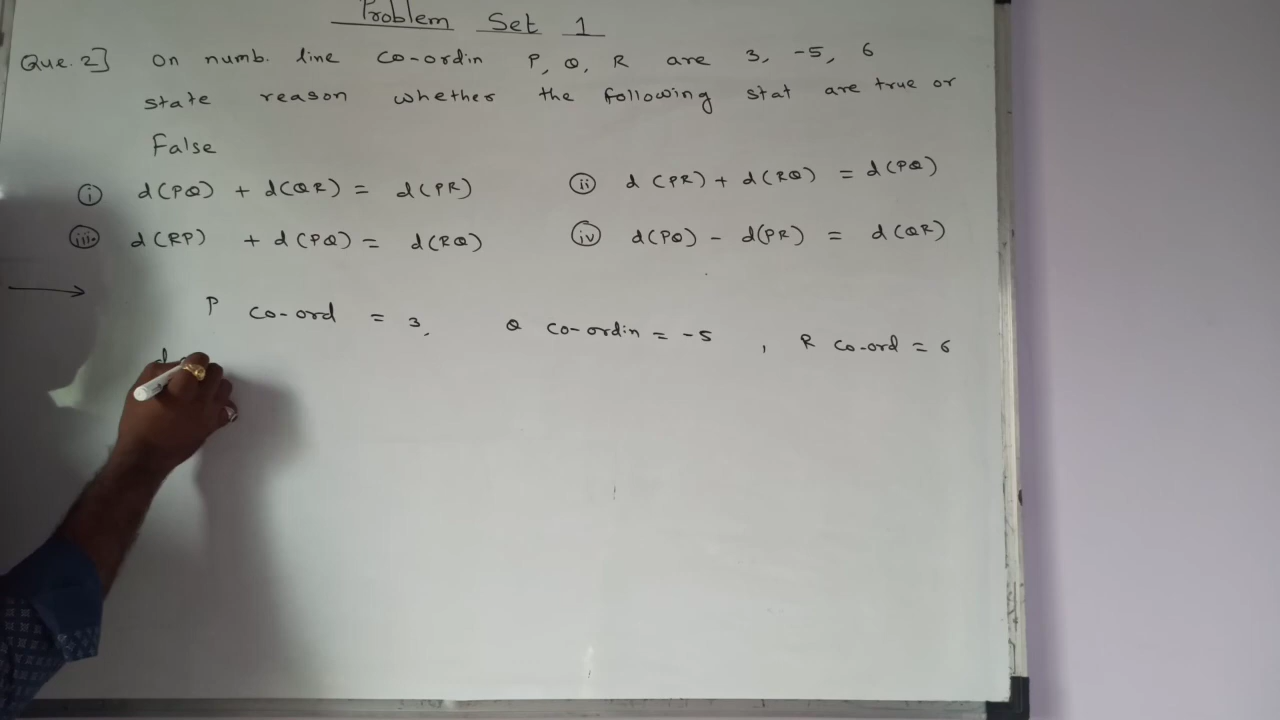 Problem Set 1
Que. 2] On numb. line co-ordin P, Q, R are 3, -5, 6
state reason whether the following stat are true or
False
(i) d(PQ) + d(QR) = d(PR) (ii) d (PR) + d(RQ) = d(PQ)
(iii.) d(RP) + d(PQ) = d(RQ) (iv) d(PQ) - d(PR) = d(QR)
→ P co-ord = 3, Q co-ordin = -5 , R co-ord = 6
d